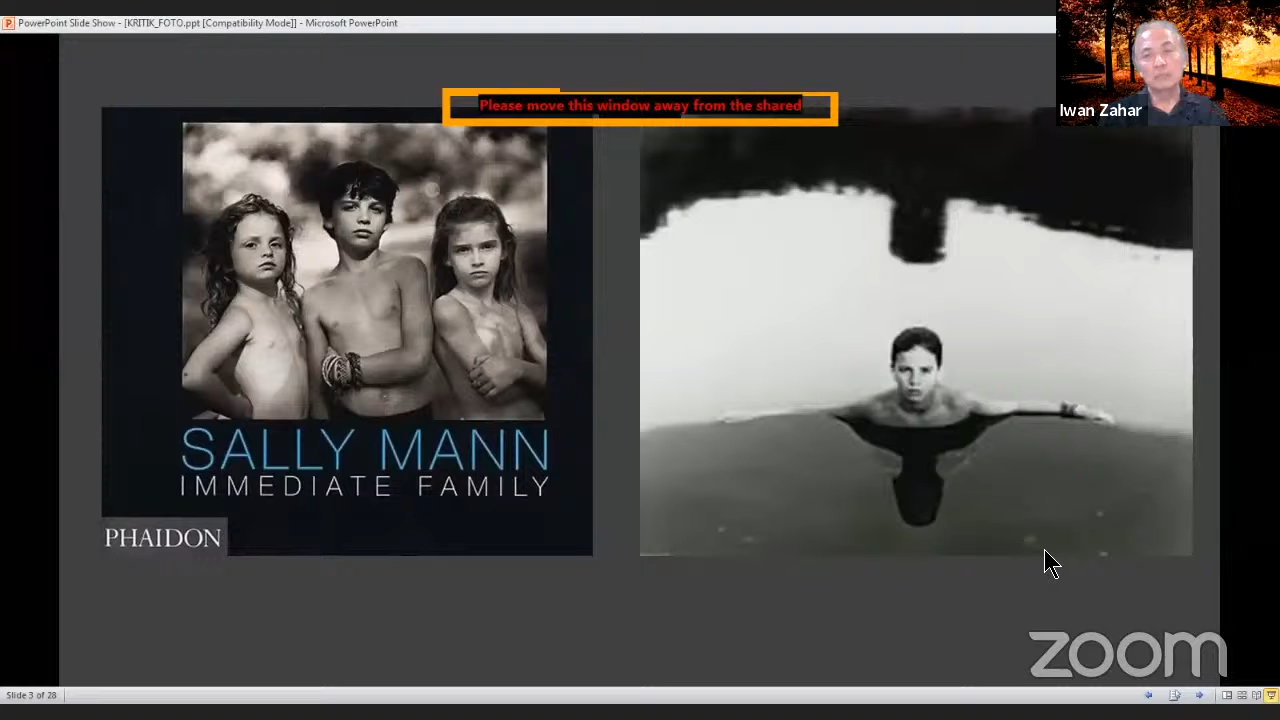 PowerPoint Slide Show - [KRITIK_FOTO.ppt [Compatibility Mode]] - Microsoft PowerPoint
Please move this window away from the shared
Iwan Zahar
SALLY MANN
IMMEDIATE FAMILY
PHAIDON
zoom
Slide 3 of 28